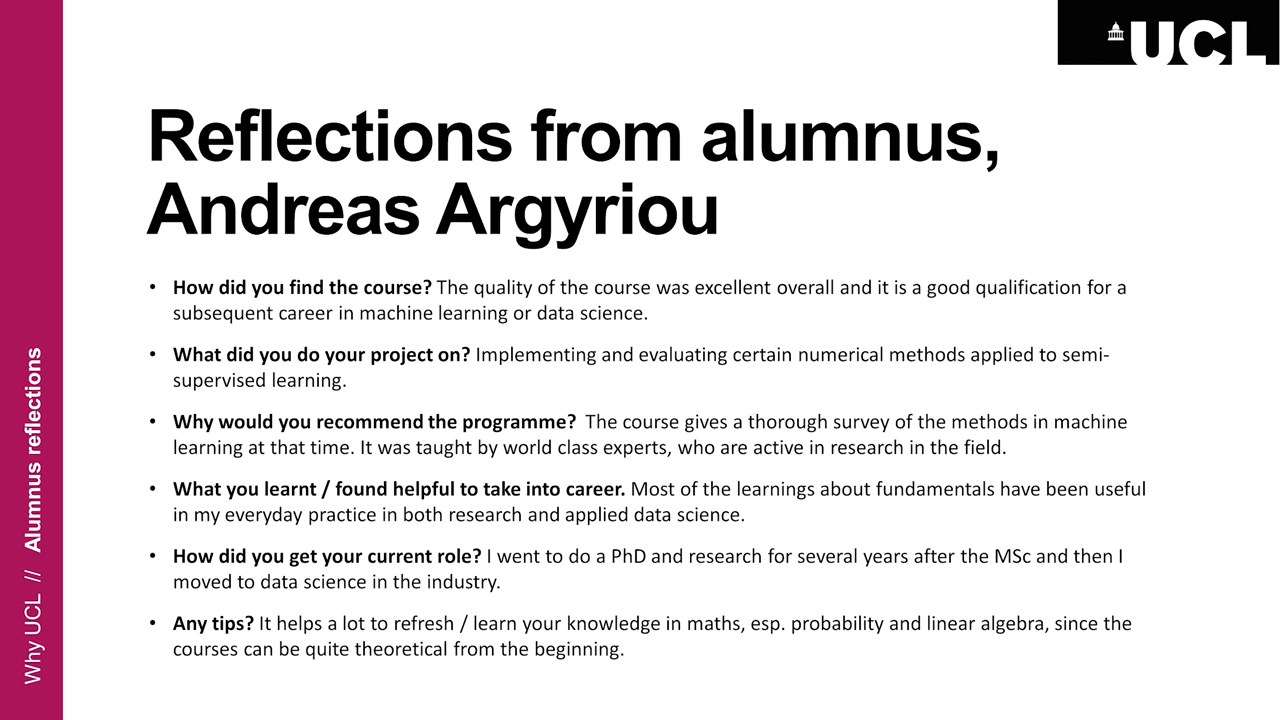 UCL
Reflections from alumnus,
Andreas Argyriou
• How did you find the course? The quality of the course was excellent overall and it is a good qualification for a
subsequent career in machine learning or data science.
• What did you do your project on? Implementing and evaluating certain numerical methods applied to semi-
supervised learning.
• Why would you recommend the programme? The course gives a thorough survey of the methods in machine
learning at that time. It was taught by world class experts, who are active in research in the field.
• What you learnt / found helpful to take into career. Most of the learnings about fundamentals have been useful
in my everyday practice in both research and applied data science.
• How did you get your current role? I went to do a PhD and research for several years after the MSc and then I
moved to data science in the industry.
• Any tips? It helps a lot to refresh / learn your knowledge in maths, esp. probability and linear algebra, since the
courses can be quite theoretical from the beginning.
Why UCL // Alumnus reflections